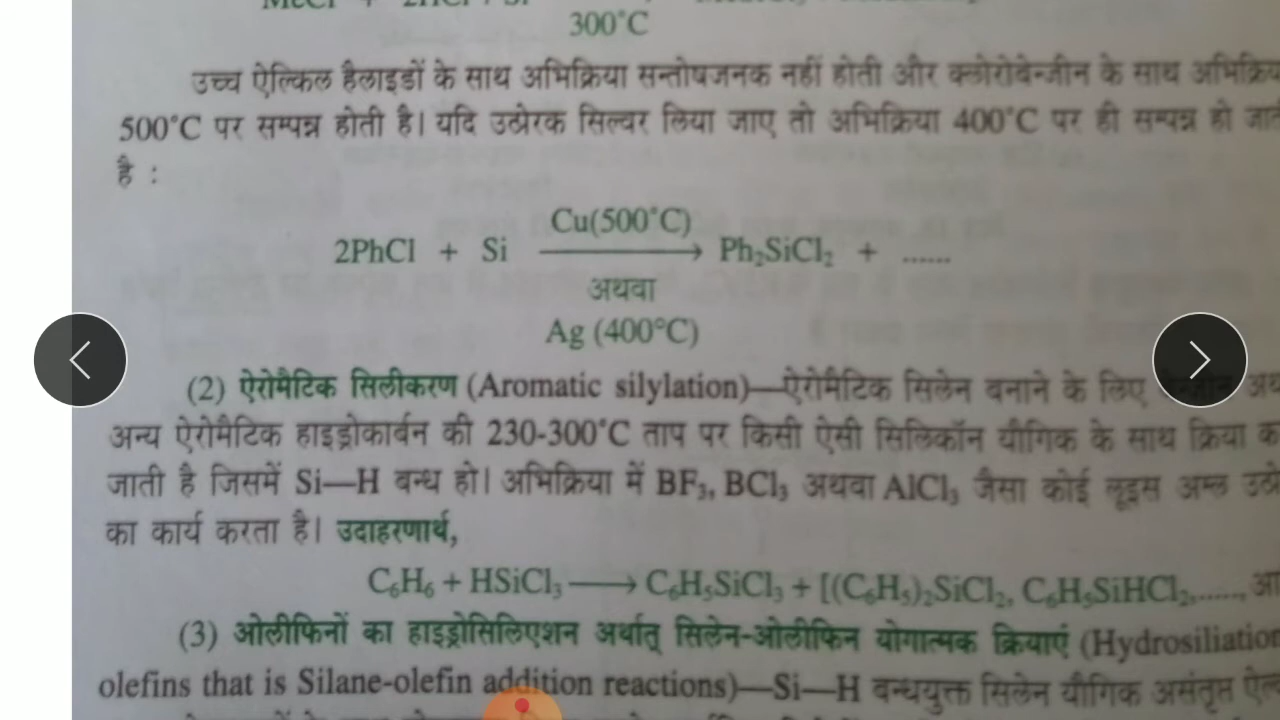 300°C
उच्च ऐल्किल हैलाइडों के साथ अभिक्रिया सन्तोषजनक नहीं होती और क्लोरोबेन्जीन के साथ
500°C पर सम्पन्न होती है। यदि उत्प्रेरक सिल्वर लिया जाए तो अभिक्रिया 400°C पर ही सम्पन्न हो
है :
Cu(500°C)
2PhCl + Si ⟶ Ph₂SiCl₂ + ......
अथवा
Ag (400°C)
(2) ऐरोमैटिक सिलीकरण (Aromatic silylation)—ऐरोमैटिक सिलेन बनाने के लिए
अन्य ऐरोमैटिक हाइड्रोकार्बन की 230-300°C ताप पर किसी ऐसी सिलिकॉन यौगिक के साथ क्रिया
जाती है जिसमें Si—H बन्ध हो। अभिक्रिया में BF₃, BCl₃ अथवा AlCl₃ जैसा कोई लूइस अम्ल
का कार्य करता है। उदाहरणार्थ,
C₆H₆ + HSiCl₃ ⟶ C₆H₅SiCl₃ + [(C₆H₅)₂SiCl₂, C₆H₅SiHCl₂,......,
(3) ओलीफिनों का हाइड्रोसिलिएशन अर्थात् सिलेन-ओलीफिन योगात्मक क्रियाएं (Hydrosiliation
olefins that is Silane-olefin addition reactions)—Si—H बन्धयुक्त सिलेन यौगिक असंतृप्त